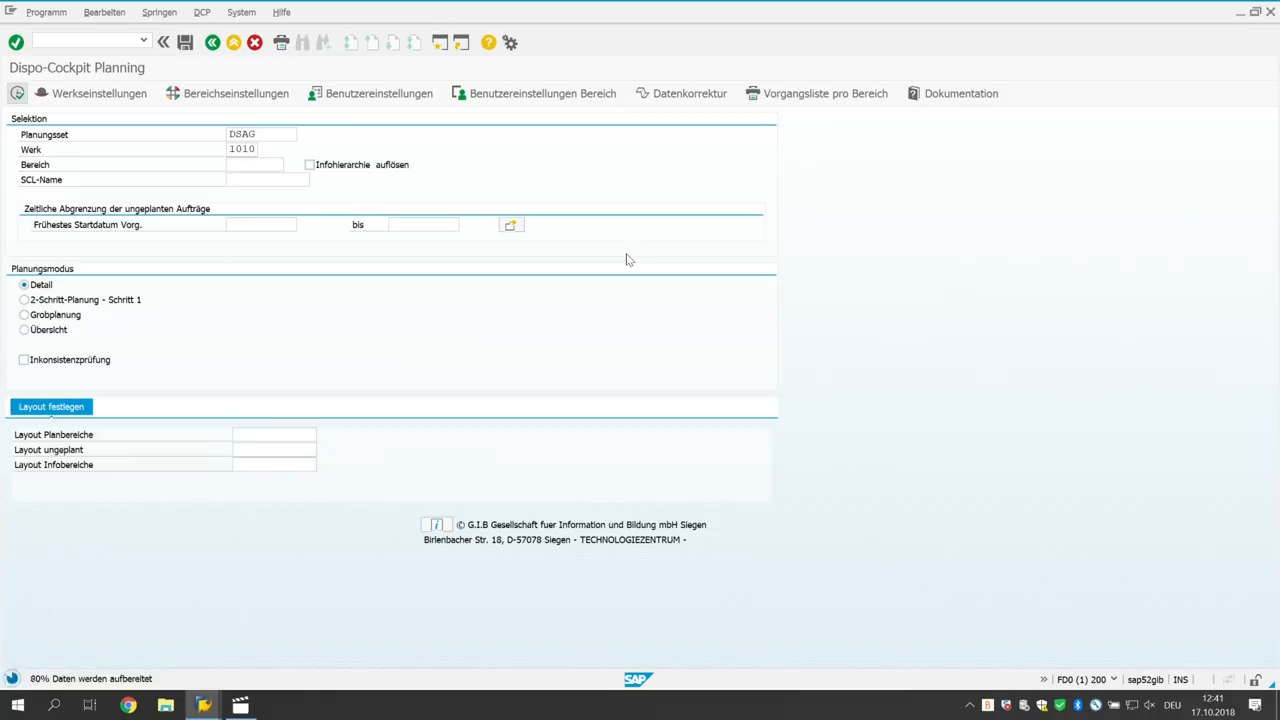 Programm Bearbeiten Springen DCP System Hilfe
Dispo-Cockpit Planning
Werkseinstellungen Bereichseinstellungen Benutzereinstellungen Benutzereinstellungen Bereich Datenkorrektur Vorgangsliste pro Bereich Dokumentation
Selektion
Planungsset DSAG
Werk 1010
Bereich Infohierarchie auflösen
SCL-Name
Zeitliche Abgrenzung der ungeplanten Aufträge
Frühestes Startdatum Vorg. bis
Planungsmodus
Detail
2-Schritt-Planung - Schritt 1
Grobplanung
Übersicht
Inkonsistenzprüfung
Layout festlegen
Layout Planbereiche
Layout ungeplant
Layout Infobereiche
© G.I.B Gesellschaft fuer Information und Bildung mbH Siegen
Birlenbacher Str. 18, D-57078 Siegen - TECHNOLOGIEZENTRUM -
80% Daten werden aufbereitet SAP FD0 (1) 200 sap52gib INS
DEU 12:41
17.10.2018